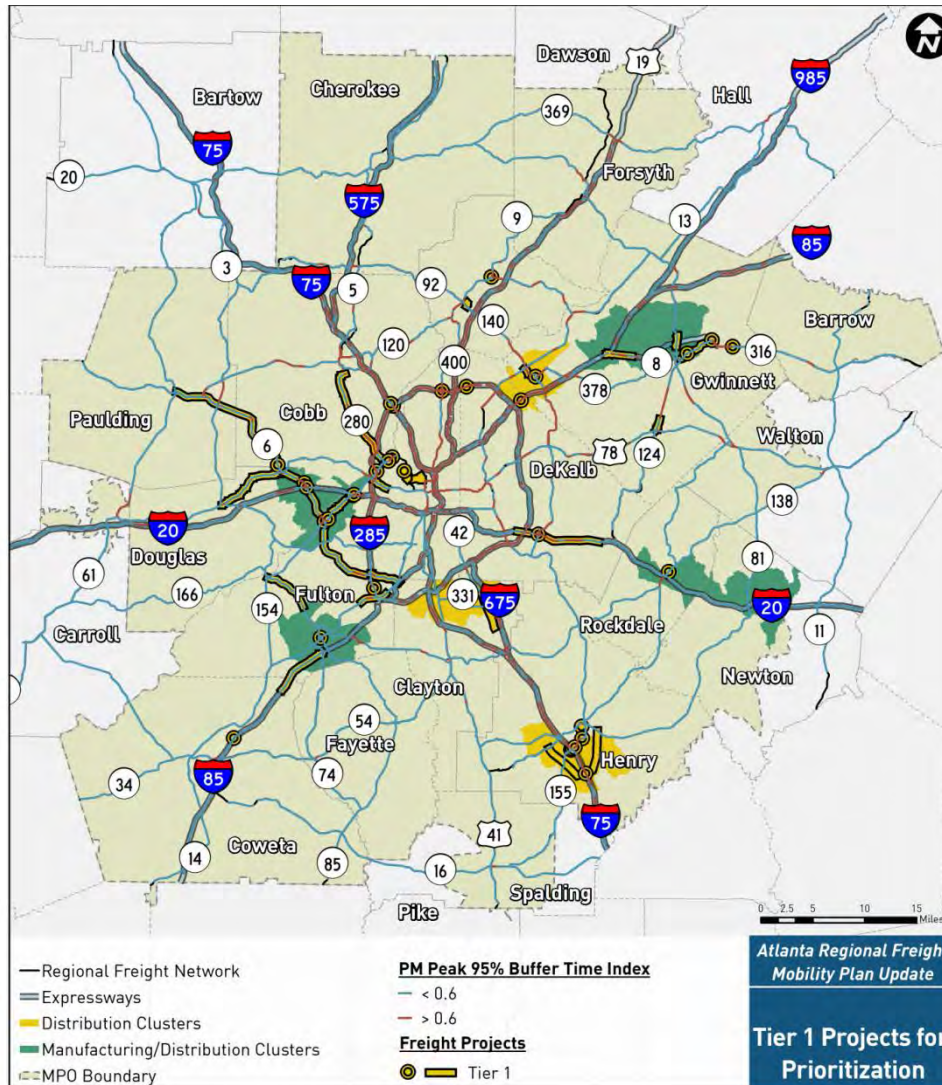 N
Dawson
19
985
Bartow
Cherokee
Hall
369
75
20
575
Forsyth
9
13
85
3
75
5
92
140
Barrow
120
400
8
316
Gwinnett
378
Paulding
Cobb
280
6
78
124
Walton
DeKalb
138
20
285
42
Douglas
81
61
166
Fulton
331
675
20
154
Rockdale
11
Carroll
Newton
Clayton
54
Fayette
Henry
34
85
74
155
75
41
14
Coweta
85
16
Spalding
Pike
0 2.5 5 10 15
Miles
Regional Freight Network
Expressways
Distribution Clusters
Manufacturing/Distribution Clusters
MPO Boundary
PM Peak 95% Buffer Time Index
< 0.6
> 0.6
Freight Projects
Tier 1
Atlanta Regional Freigh
Mobility Plan Update
Tier 1 Projects for
Prioritization